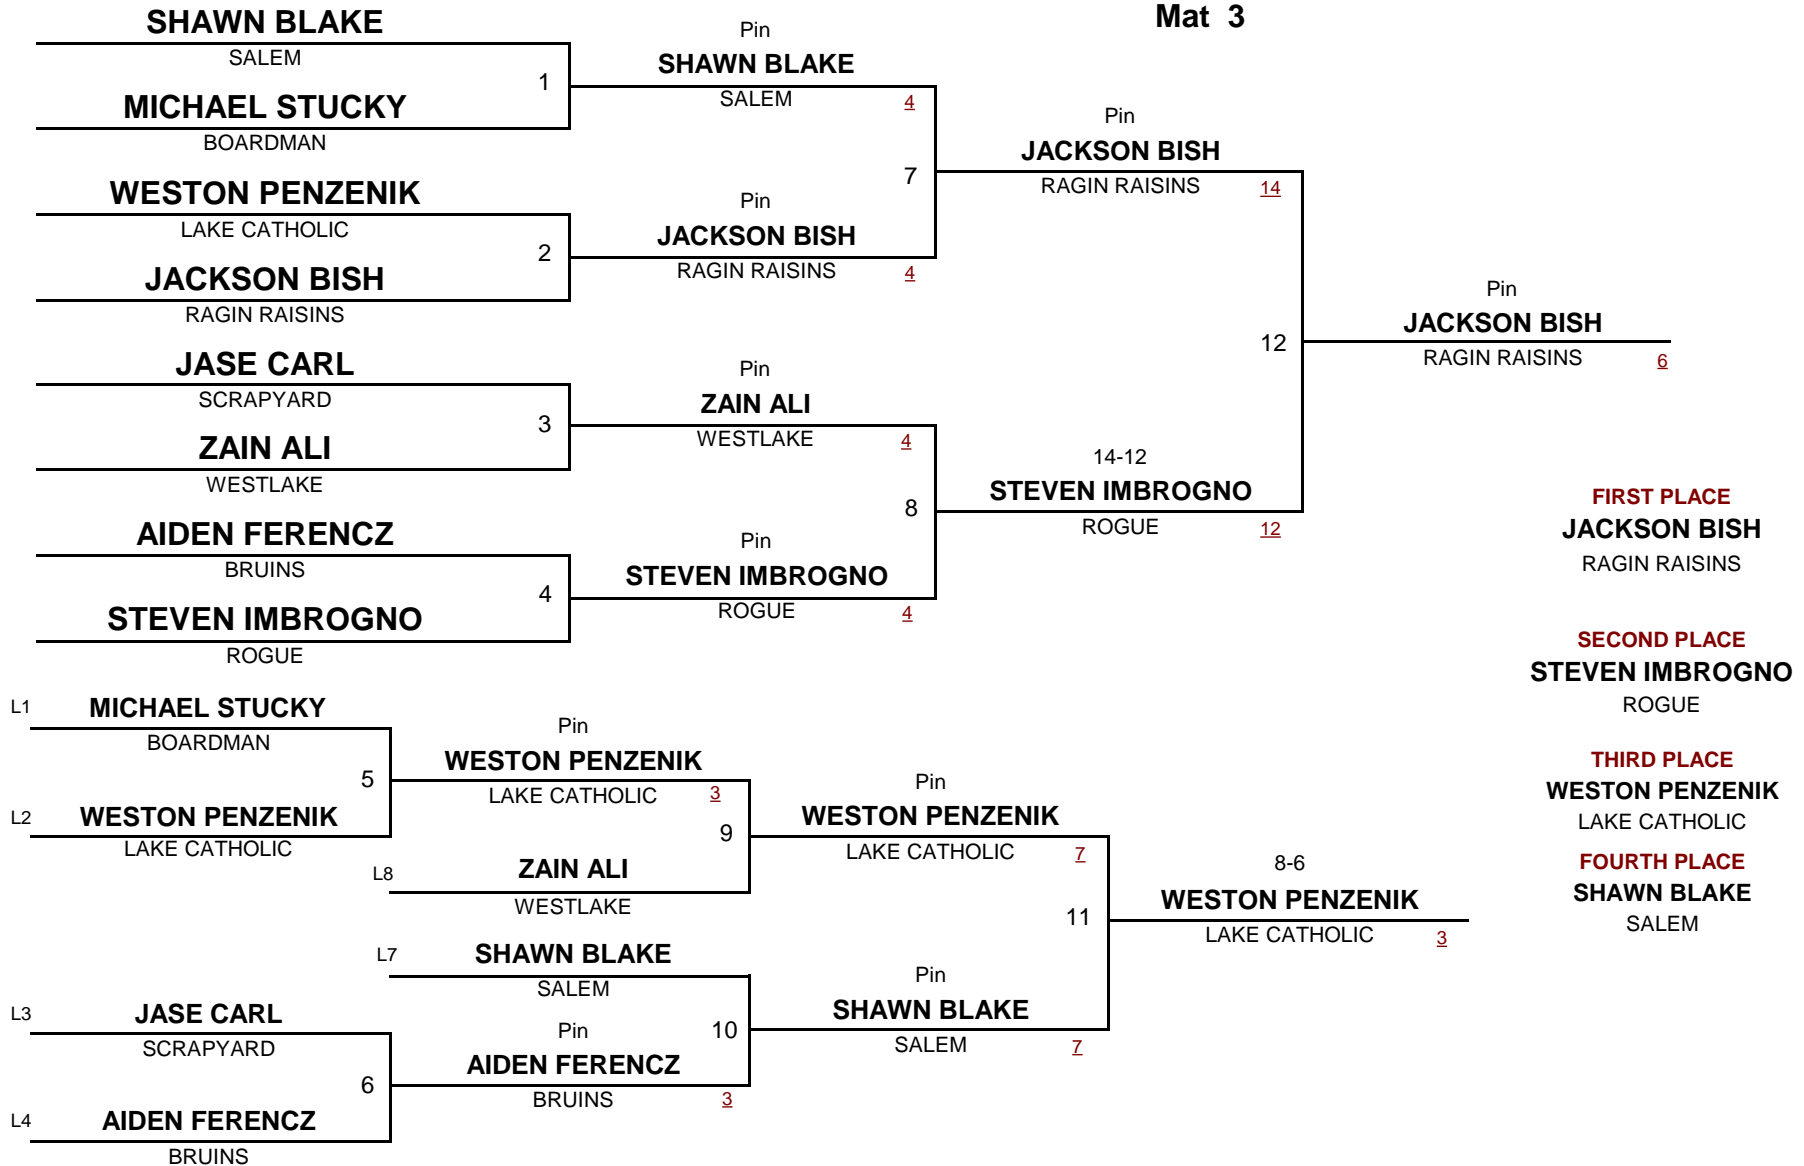 Mat 3
SHAWN BLAKE
SALEM
1
MICHAEL STUCKY
BOARDMAN
WESTON PENZENIK
LAKE CATHOLIC
2
JACKSON BISH
RAGIN RAISINS
JASE CARL
SCRAPYARD
3
ZAIN ALI
WESTLAKE
AIDEN FERENCZ
BRUINS
4
STEVEN IMBROGNO
ROGUE
Pin
SHAWN BLAKE
SALEM 4
7
Pin
JACKSON BISH
RAGIN RAISINS 4
Pin
ZAIN ALI
WESTLAKE 4
8
Pin
STEVEN IMBROGNO
ROGUE 4
Pin
JACKSON BISH
RAGIN RAISINS 14
12
14-12
STEVEN IMBROGNO
ROGUE 12
Pin
JACKSON BISH
RAGIN RAISINS 6
L1 MICHAEL STUCKY
BOARDMAN
5
L2 WESTON PENZENIK
LAKE CATHOLIC
L3 JASE CARL
SCRAPYARD
6
L4 AIDEN FERENCZ
BRUINS
Pin
WESTON PENZENIK
LAKE CATHOLIC 3
9
L8 ZAIN ALI
WESTLAKE
L7 SHAWN BLAKE
SALEM
10
Pin
AIDEN FERENCZ
BRUINS 3
Pin
WESTON PENZENIK
LAKE CATHOLIC 7
11
Pin
SHAWN BLAKE
SALEM 7
8-6
WESTON PENZENIK
LAKE CATHOLIC 3
FIRST PLACE
JACKSON BISH
RAGIN RAISINS
SECOND PLACE
STEVEN IMBROGNO
ROGUE
THIRD PLACE
WESTON PENZENIK
LAKE CATHOLIC
FOURTH PLACE
SHAWN BLAKE
SALEM